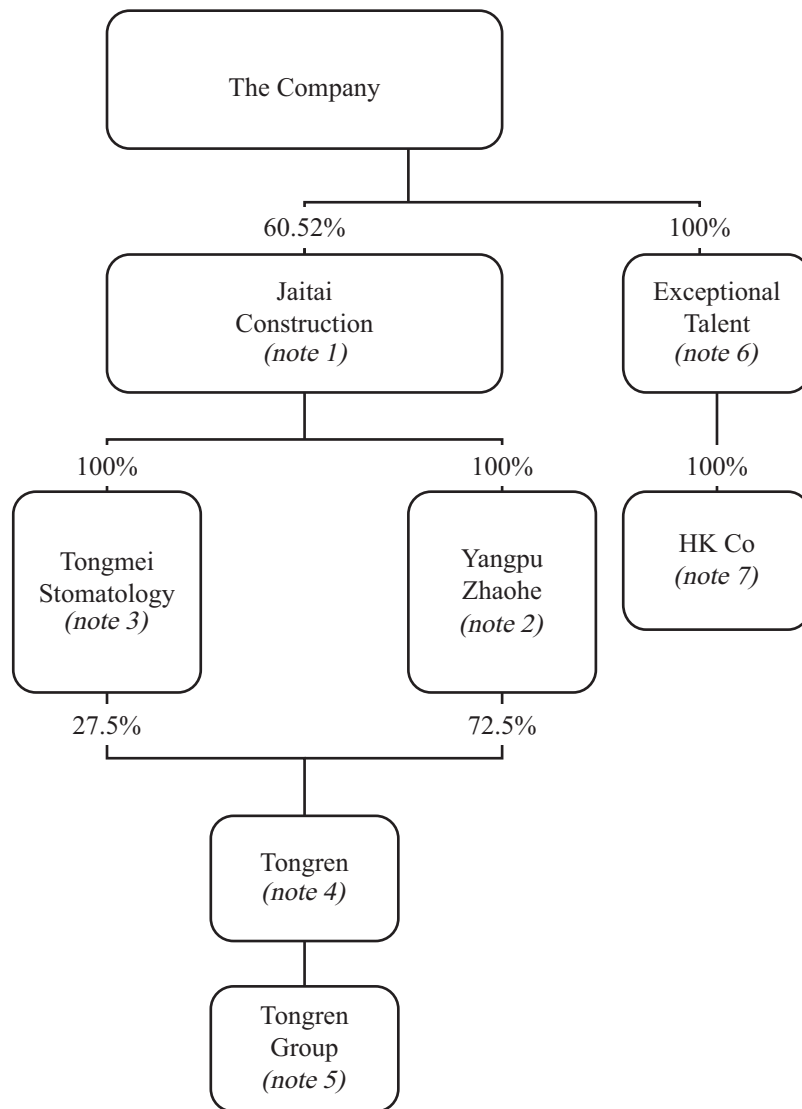 The Company
60.52%
100%
Jaitai
Construction
(note 1)
Exceptional
Talent
(note 6)
100%
100%
100%
Tongmei
Stomatology
(note 3)
Yangpu
Zhaohe
(note 2)
HK Co
(note 7)
27.5%
72.5%
Tongren
(note 4)
Tongren
Group
(note 5)